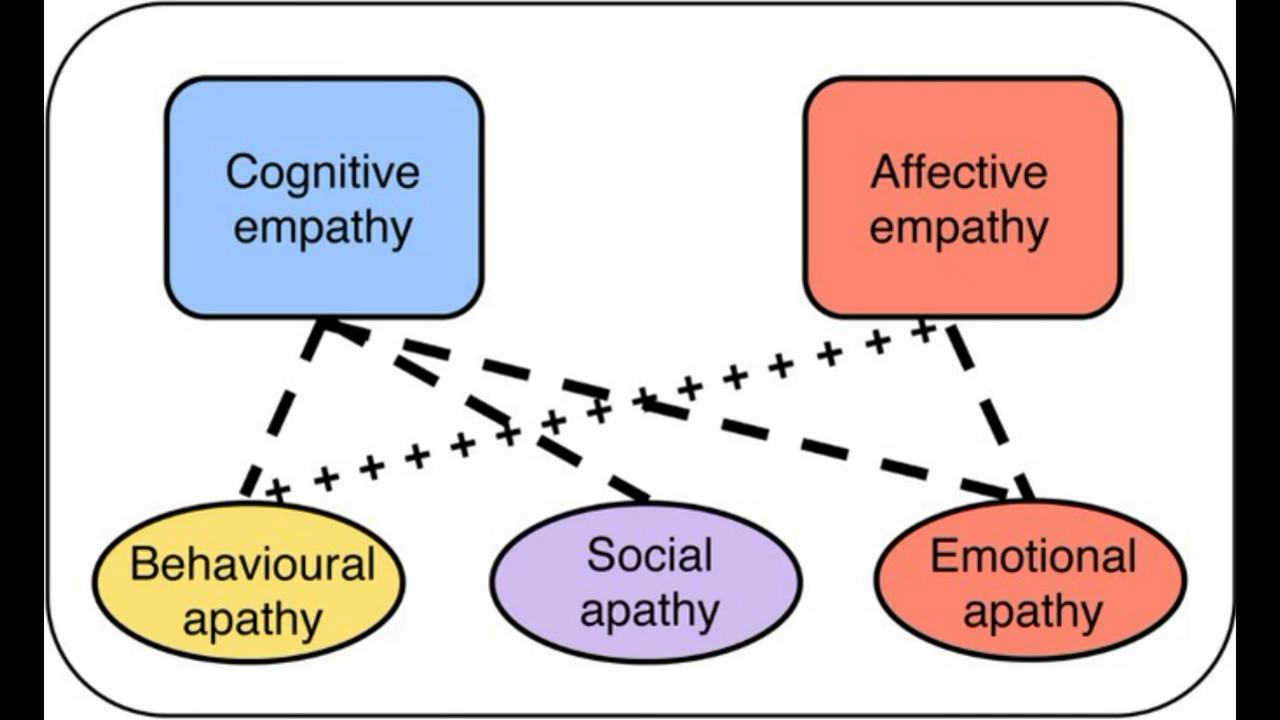 Cognitive
empathy
Affective
empathy
Behavioural
apathy
Social
apathy
Emotional
apathy